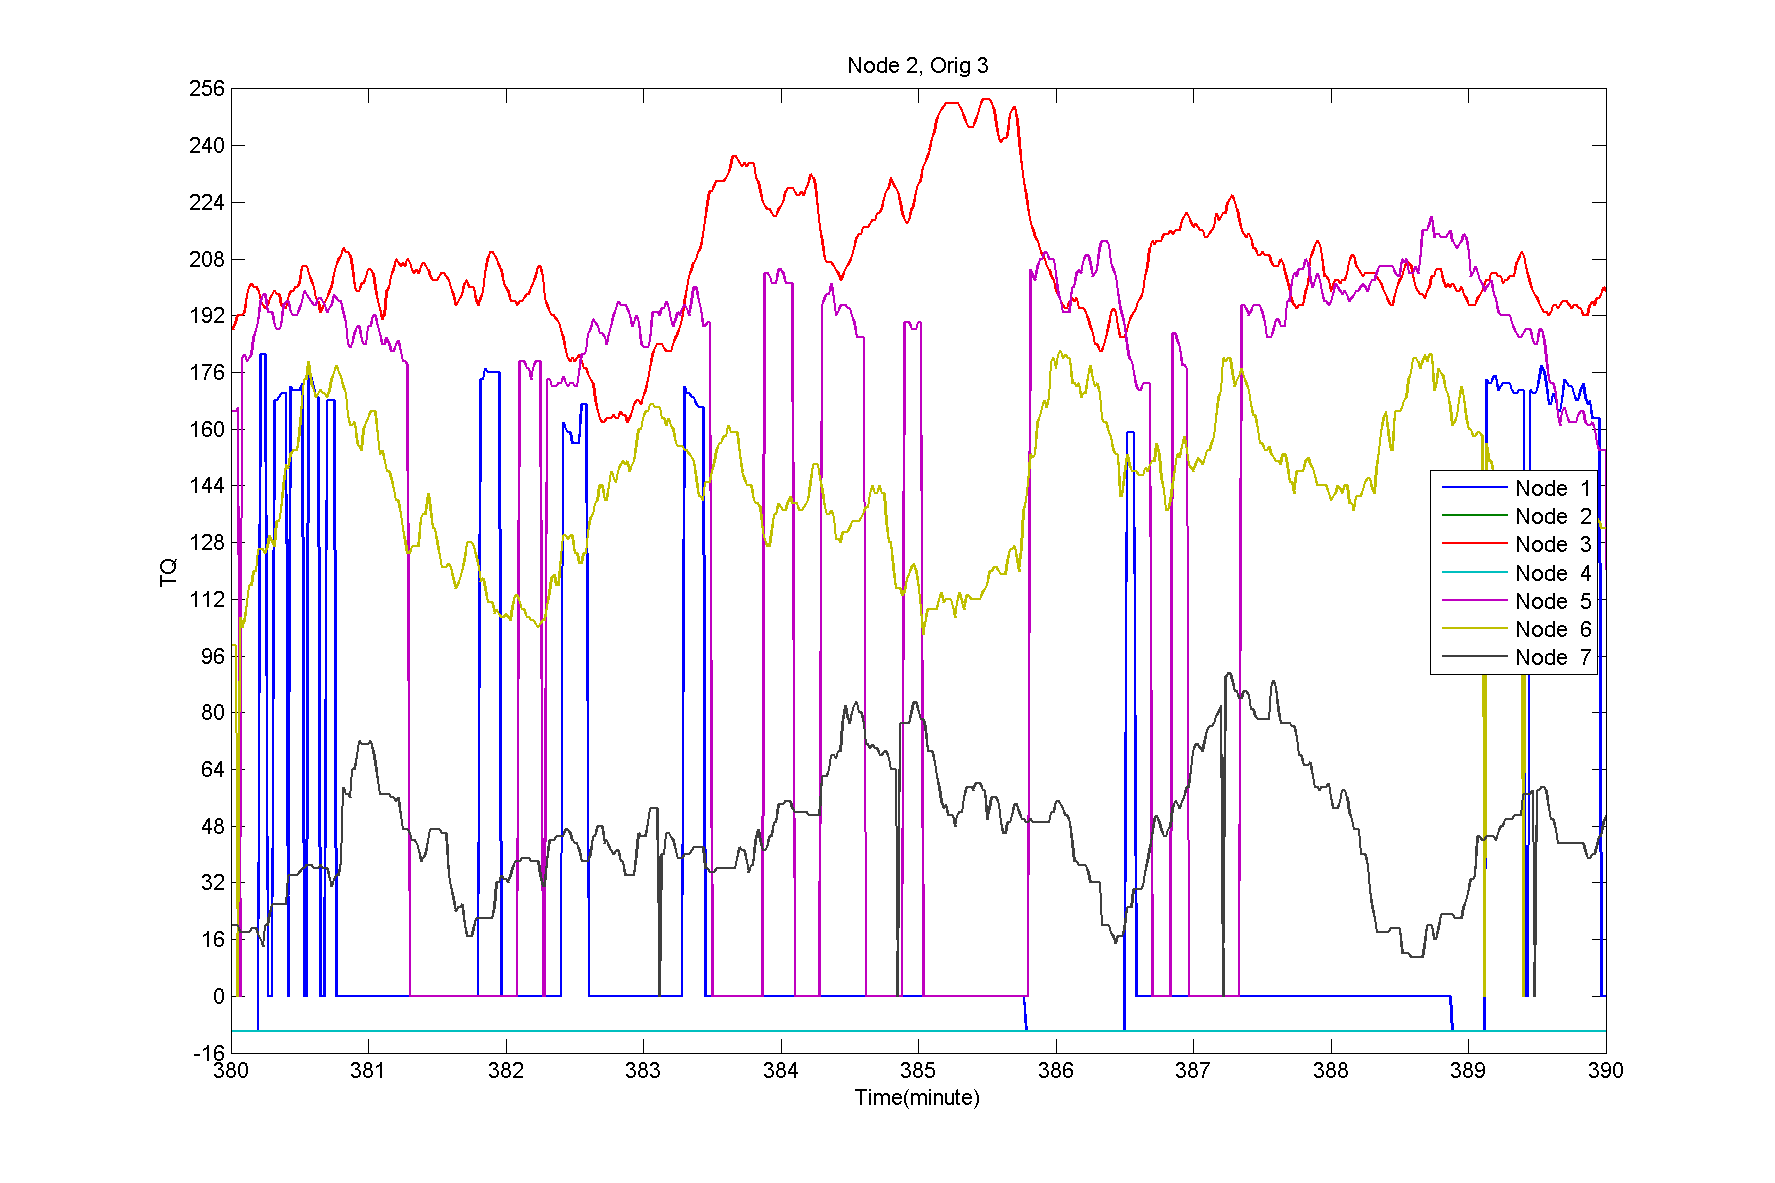 Node 2, Orig 3
256
240
224
208
192
176
160
144
128
112
96
80
64
48
32
16
0
-16
TQ
Node 1
Node 2
Node 3
Node 4
Node 5
Node 6
Node 7
380 381 382 383 384 385 386 387 388 389 390
Time(minute)